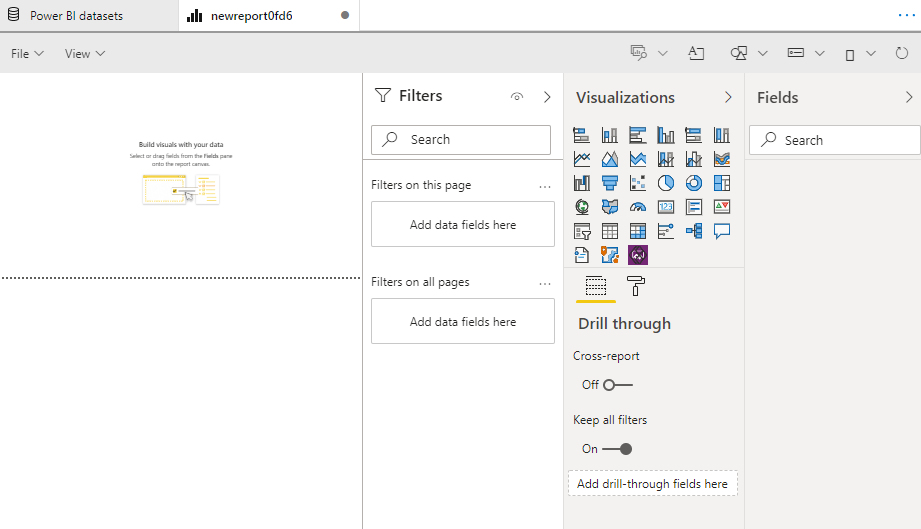 Power BI datasets
newreport0fd6
File
View
Build visuals with your data
Select or drag fields from the Fields pane
onto the report canvas.
Filters
Search
Filters on this page
Add data fields here
Filters on all pages
Add data fields here
Visualizations
123
Drill through
Cross-report
Off
Keep all filters
On
Add drill-through fields here
Fields
Search